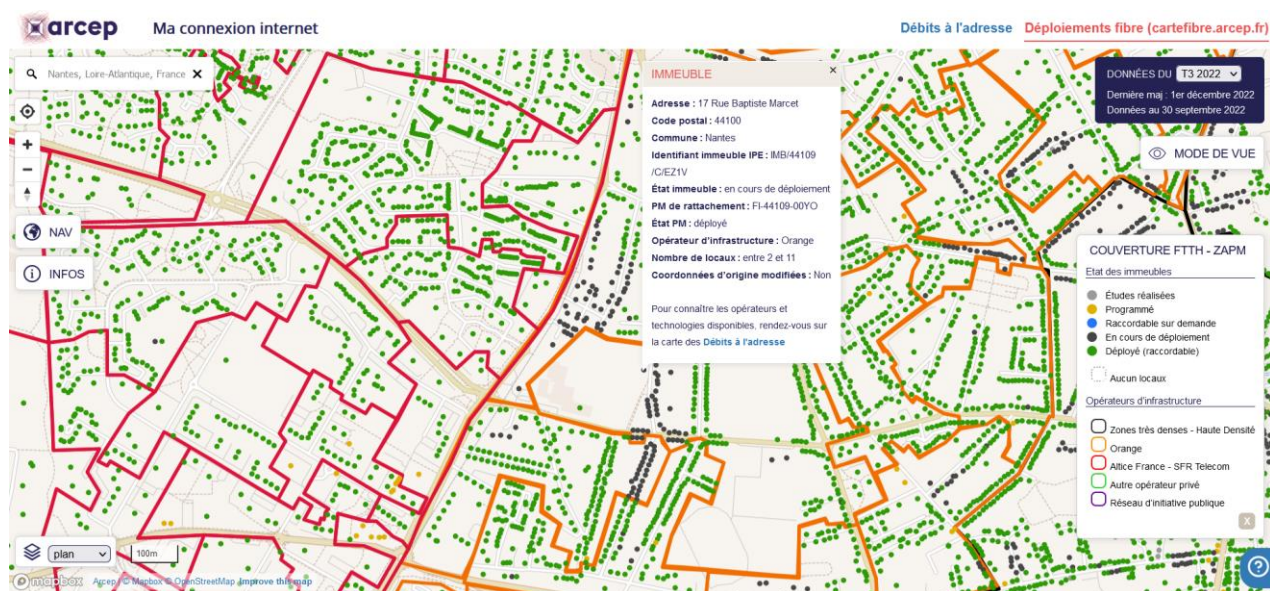 arcep
Ma connexion internet
Débits à l'adresse
Déploiements fibre (cartefibre.arcep.fr)
Nantes, Loire-Atlantique, France X
+
−
NAV
INFOS
IMMEUBLE
×
Adresse : 17 Rue Baptiste Marcet
Code postal : 44100
Commune : Nantes
Identifiant immeuble IPE : IMB/44109
/C/EZ1V
État immeuble : en cours de déploiement
PM de rattachement : FI-44109-00YO
État PM : déployé
Opérateur d'infrastructure : Orange
Nombre de locaux : entre 2 et 11
Coordonnées d'origine modifiées : Non
Pour connaître les opérateurs et
technologies disponibles, rendez-vous sur
la carte des Débits à l'adresse
DONNÉES DU T3 2022
Dernière maj : 1er décembre 2022
Données au 30 septembre 2022
MODE DE VUE
COUVERTURE FTTH - ZAPM
Etat des immeubles
Études réalisées
Programmé
Raccordable sur demande
En cours de déploiement
Déployé (raccordable)
Aucun locaux
Opérateurs d'infrastructure
Zones très denses - Haute Densité
Orange
Altice France - SFR Telecom
Autre opérateur privé
Réseau d'initiative publique
X
?
plan
100m
mapbox
Arcep | © Mapbox © OpenStreetMap Improve this map